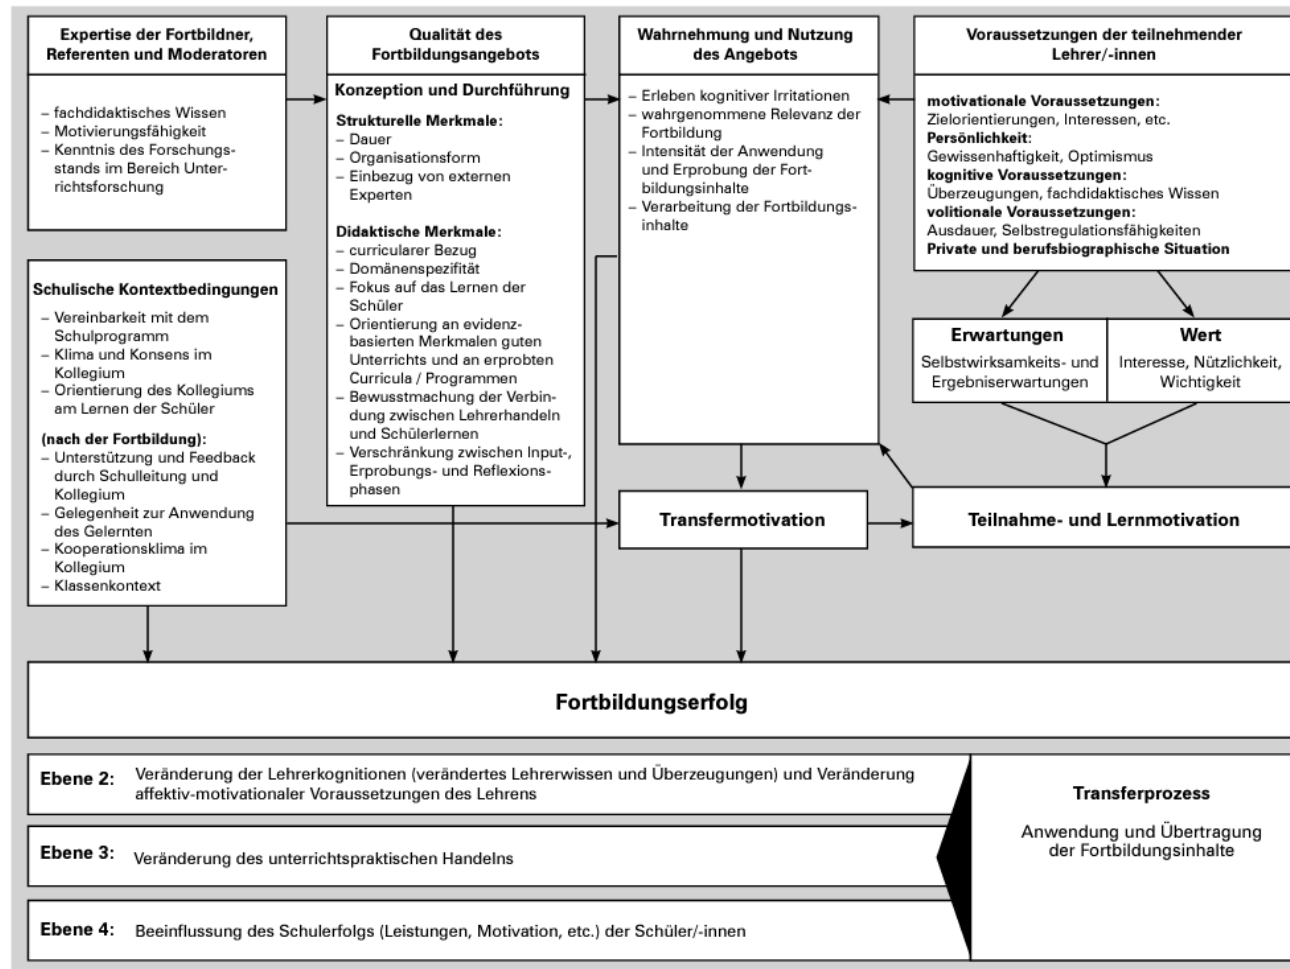 Expertise der Fortbildner,
Referenten und Moderatoren
– fachdidaktisches Wissen
– Motivierungsfähigkeit
– Kenntnis des Forschungs-
stands im Bereich Unter-
richtsforschung
Schulische Kontextbedingungen
– Vereinbarkeit mit dem
Schulprogramm
– Klima und Konsens im
Kollegium
– Orientierung des Kollegiums
am Lernen der Schüler
(nach der Fortbildung):
– Unterstützung und Feedback
durch Schulleitung und
Kollegium
– Gelegenheit zur Anwendung
des Gelernten
– Kooperationsklima im
Kollegium
– Klassenkontext
Qualität des
Fortbildungsangebots
Konzeption und Durchführung
Strukturelle Merkmale:
– Dauer
– Organisationsform
– Einbezug von externen
Experten
Didaktische Merkmale:
– curricularer Bezug
– Domänenspezifität
– Fokus auf das Lernen der
Schüler
– Orientierung an evidenz-
basierten Merkmalen guten
Unterrichts und an erprobten
Curricula / Programmen
– Bewusstmachung der Verbin-
dung zwischen Lehrerhandeln
und Schülerlernen
– Verschränkung zwischen Input-,
Erprobungs- und Reflexions-
phasen
Wahrnehmung und Nutzung
des Angebots
– Erleben kognitiver Irritationen
– wahrgenommene Relevanz der
Fortbildung
– Intensität der Anwendung
und Erprobung der Fort-
bildungsinhalte
– Verarbeitung der Fortbildungs-
inhalte
Transfermotivation
Voraussetzungen der teilnehmender
Lehrer/-innen
motivationale Voraussetzungen:
Zielorientierungen, Interessen, etc.
Persönlichkeit:
Gewissenhaftigkeit, Optimismus
kognitive Voraussetzungen:
Überzeugungen, fachdidaktisches Wissen
volitionale Voraussetzungen:
Ausdauer, Selbstregulationsfähigkeiten
Private und berufsbiographische Situation
Erwartungen
Selbstwirksamkeits- und
Ergebniserwartungen
Wert
Interesse, Nützlichkeit,
Wichtigkeit
Teilnahme- und Lernmotivation
Fortbildungserfolg
Ebene 2: Veränderung der Lehrerkognitionen (verändertes Lehrerwissen und Überzeugungen) und Veränderung
affektiv-motivationaler Voraussetzungen des Lehrens
Ebene 3: Veränderung des unterrichtspraktischen Handelns
Ebene 4: Beeinflussung des Schulerfolgs (Leistungen, Motivation, etc.) der Schüler/-innen
Transferprozess
Anwendung und Übertragung
der Fortbildungsinhalte